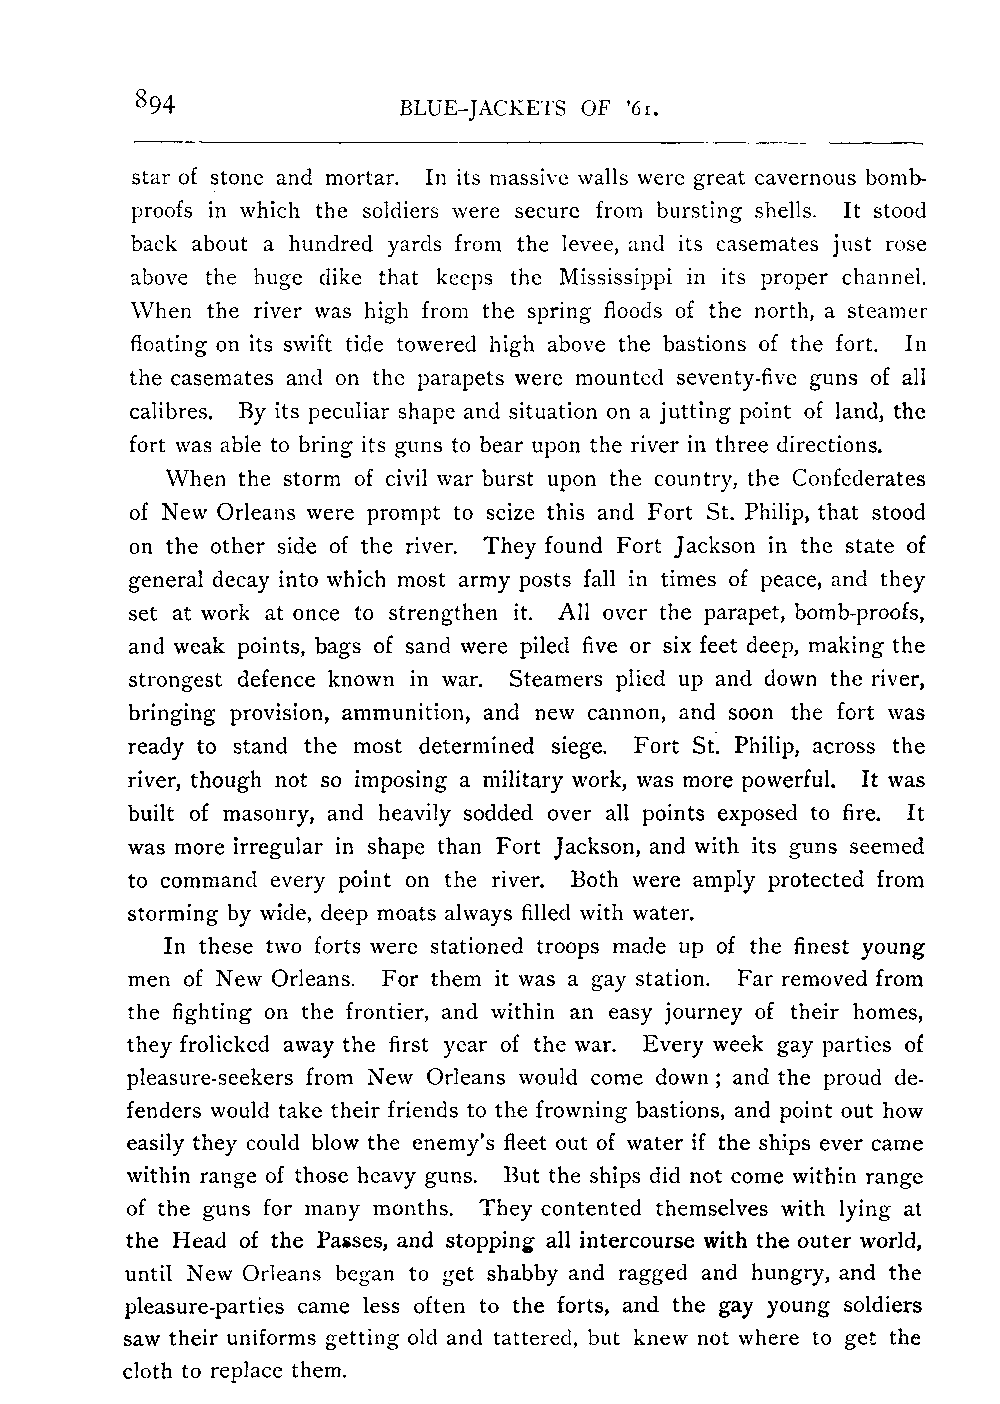 894 BLUE-JACKETS OF '61.
star of stone and mortar. In its massive walls were great cavernous bomb-
proofs in which the soldiers were secure from bursting shells. It stood
back about a hundred yards from the levee, and its casemates just rose
above the huge dike that keeps the Mississippi in its proper channel.
When the river was high from the spring floods of the north, a steamer
floating on its swift tide towered high above the bastions of the fort. In
the casemates and on the parapets were mounted seventy-five guns of all
calibres. By its peculiar shape and situation on a jutting point of land, the
fort was able to bring its guns to bear upon the river in three directions.
When the storm of civil war burst upon the country, the Confederates
of New Orleans were prompt to seize this and Fort St. Philip, that stood
on the other side of the river. They found Fort Jackson in the state of
general decay into which most army posts fall in times of peace, and they
set at work at once to strengthen it. All over the parapet, bomb-proofs,
and weak points, bags of sand were piled five or six feet deep, making the
strongest defence known in war. Steamers plied up and down the river,
bringing provision, ammunition, and new cannon, and soon the fort was
ready to stand the most determined siege. Fort St. Philip, across the
river, though not so imposing a military work, was more powerful. It was
built of masonry, and heavily sodded over all points exposed to fire. It
was more irregular in shape than Fort Jackson, and with its guns seemed
to command every point on the river. Both were amply protected from
storming by wide, deep moats always filled with water.
In these two forts were stationed troops made up of the finest young
men of New Orleans. For them it was a gay station. Far removed from
the fighting on the frontier, and within an easy journey of their homes,
they frolicked away the first year of the war. Every week gay parties of
pleasure-seekers from New Orleans would come down; and the proud de-
fenders would take their friends to the frowning bastions, and point out how
easily they could blow the enemy's fleet out of water if the ships ever came
within range of those heavy guns. But the ships did not come within range
of the guns for many months. They contented themselves with lying at
the Head of the Passes, and stopping all intercourse with the outer world,
until New Orleans began to get shabby and ragged and hungry, and the
pleasure-parties came less often to the forts, and the gay young soldiers
saw their uniforms getting old and tattered, but knew not where to get the
cloth to replace them.